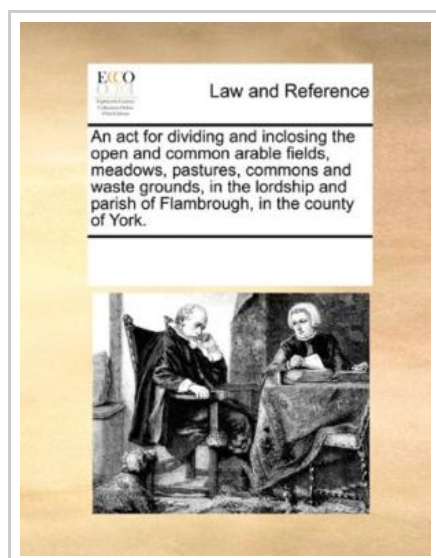 ECCO
Law and Reference
An act for dividing and inclosing the
open and common arable fields,
meadows, pastures, commons and
waste grounds, in the lordship and
parish of Flambrough, in the county
of York.